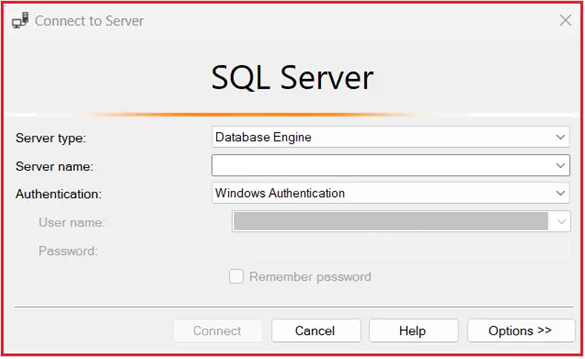 Connect to Server
SQL Server
Server type: Database Engine
Server name:
Authentication: Windows Authentication
User name:
Password:
Remember password
Connect Cancel Help Options >>